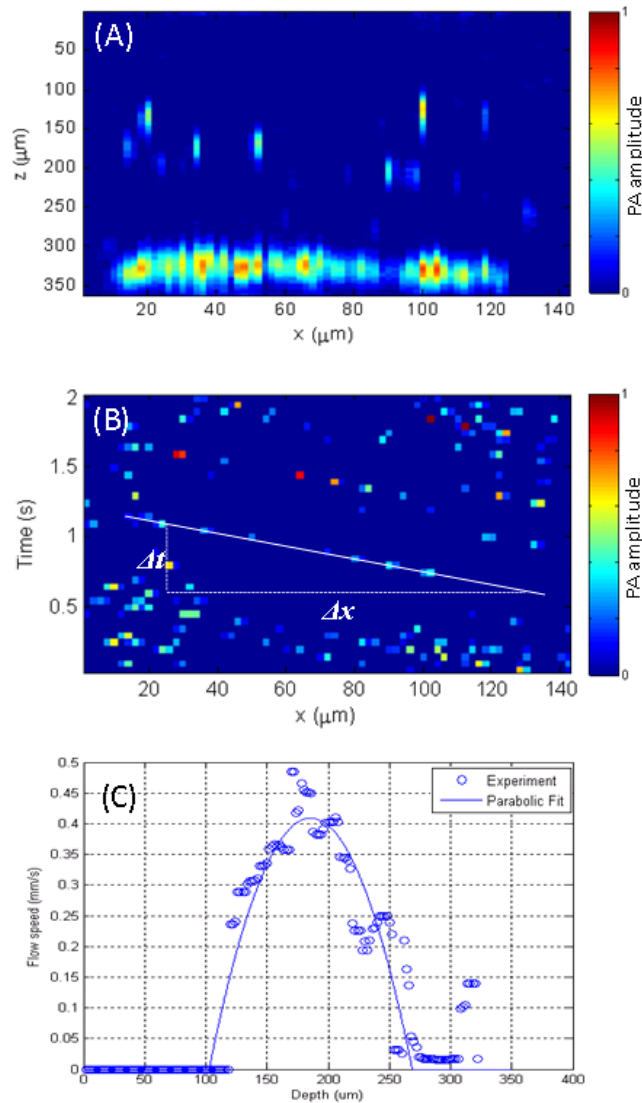 (A)
0
50
100
150
200
250
300
350
z (μm)
20 40 60 80 100 120 140
x (μm)
1
0
PA amplitude
(B)
2
1.5
1
0.5
Time (s)
Δt
Δx
20 40 60 80 100 120 140
x (μm)
1
0
PA amplitude
(C)
0.5
0.45
0.4
0.35
0.3
0.25
0.2
0.15
0.1
0.05
0
Flow speed (mm/s)
Experiment
Parabolic Fit
0 50 100 150 200 250 300 350 400
Depth (um)